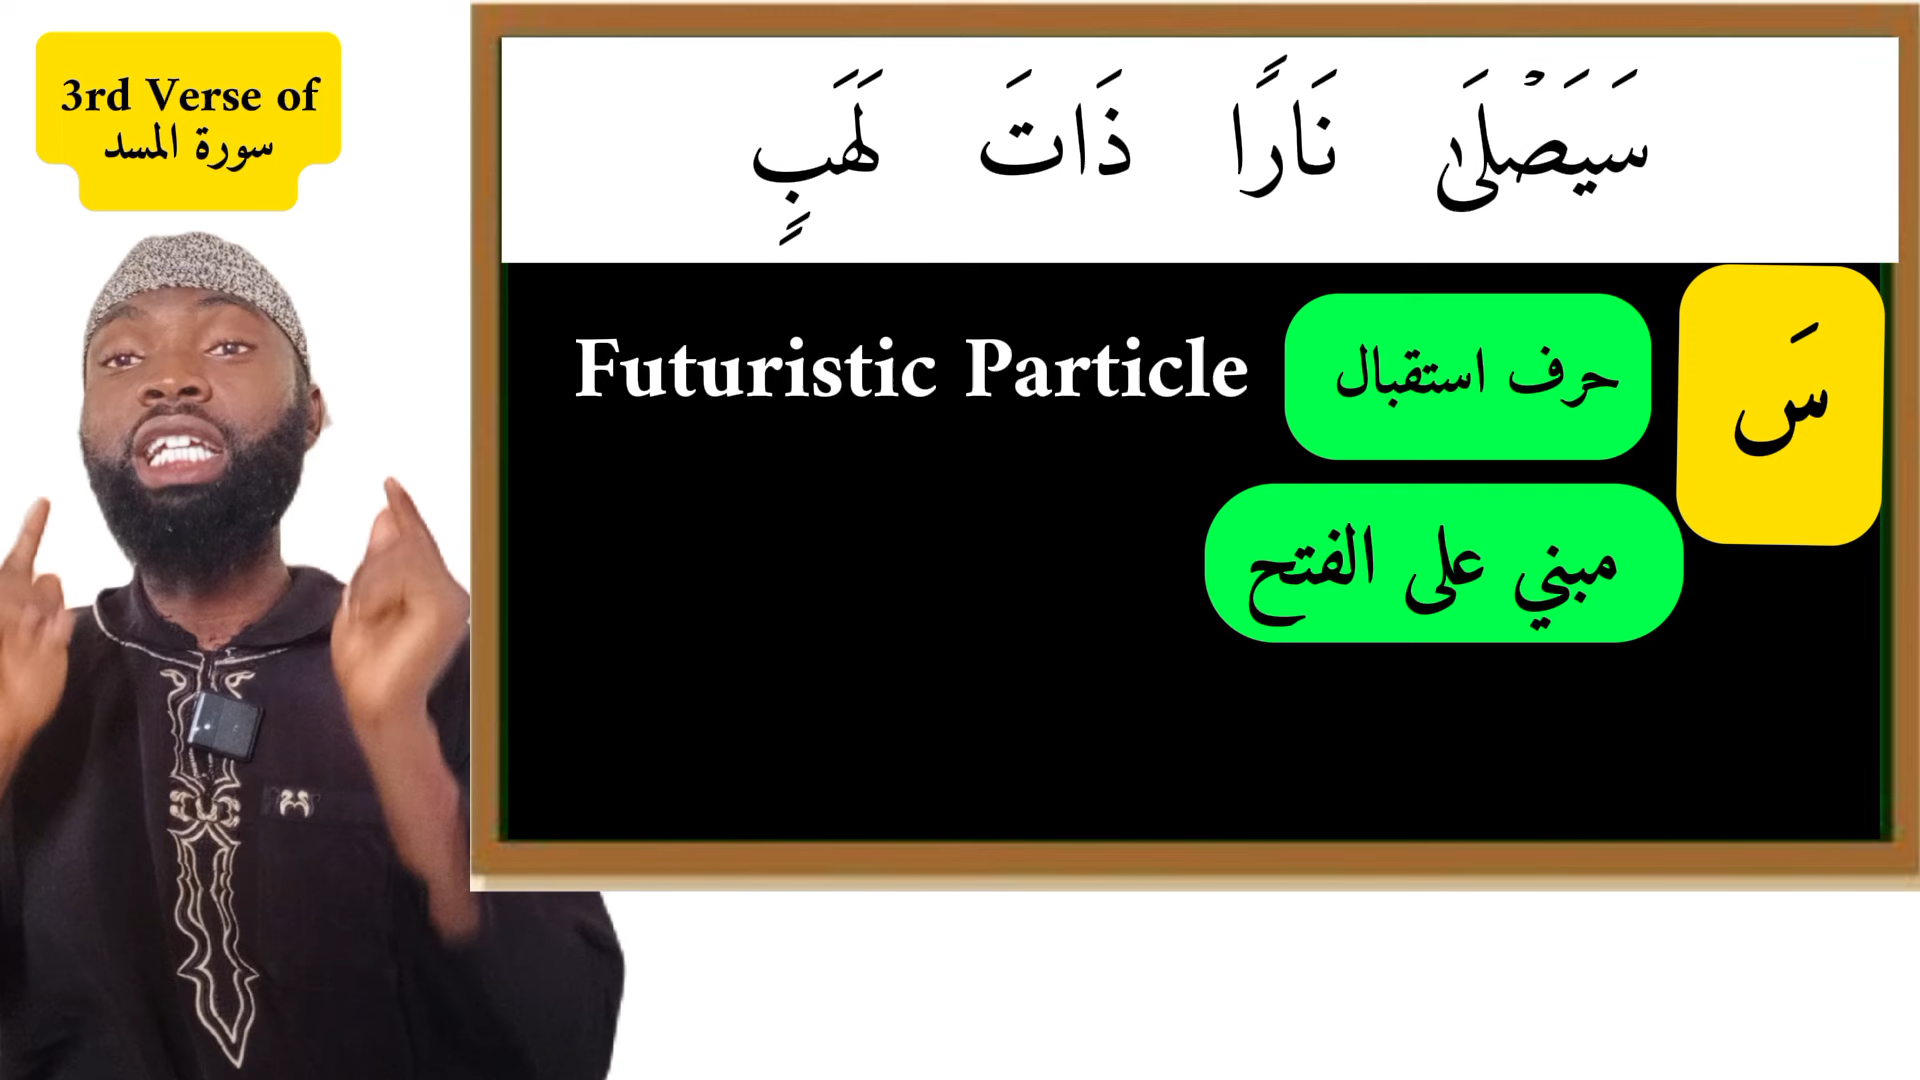 3rd Verse of
سورة المسد
سَيَصْلَىٰ نَارًا ذَاتَ لَهَبٍ
سَ
حرف استقبال
Futuristic Particle
مبني على الفتح